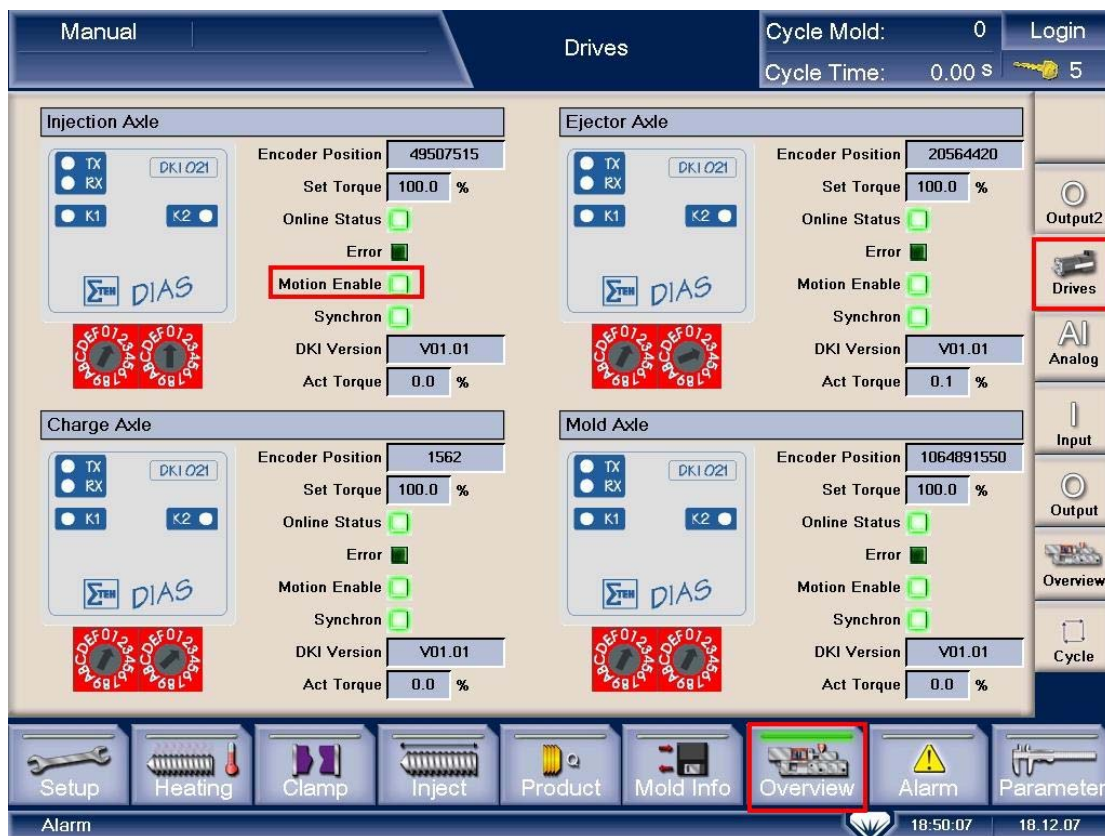 Manual
Drives
Cycle Mold: 0
Cycle Time: 0.00 s
Login
5
Injection Axle
TX
RX
DKI 021
K1
K2
ΣTEH DIAS
Encoder Position 49507515
Set Torque 100.0 %
Online Status
Error
Motion Enable
Synchron
DKI Version V01.01
Act Torque 0.0 %
Ejector Axle
TX
RX
DKI 021
K1
K2
ΣTEH DIAS
Encoder Position 20564420
Set Torque 100.0 %
Online Status
Error
Motion Enable
Synchron
DKI Version V01.01
Act Torque 0.1 %
Charge Axle
TX
RX
DKI 021
K1
K2
ΣTEH DIAS
Encoder Position 1562
Set Torque 100.0 %
Online Status
Error
Motion Enable
Synchron
DKI Version V01.01
Act Torque 0.0 %
Mold Axle
TX
RX
DKI 021
K1
K2
ΣTEH DIAS
Encoder Position 1064891550
Set Torque 100.0 %
Online Status
Error
Motion Enable
Synchron
DKI Version V01.01
Act Torque 0.0 %
O
Output2
Drives
AI
Analog
I
Input
O
Output
Overview
Cycle
Setup
Heating
Clamp
Inject
Product
Mold Info
Overview
Alarm
Parameter
Alarm
18:50:07
18.12.07